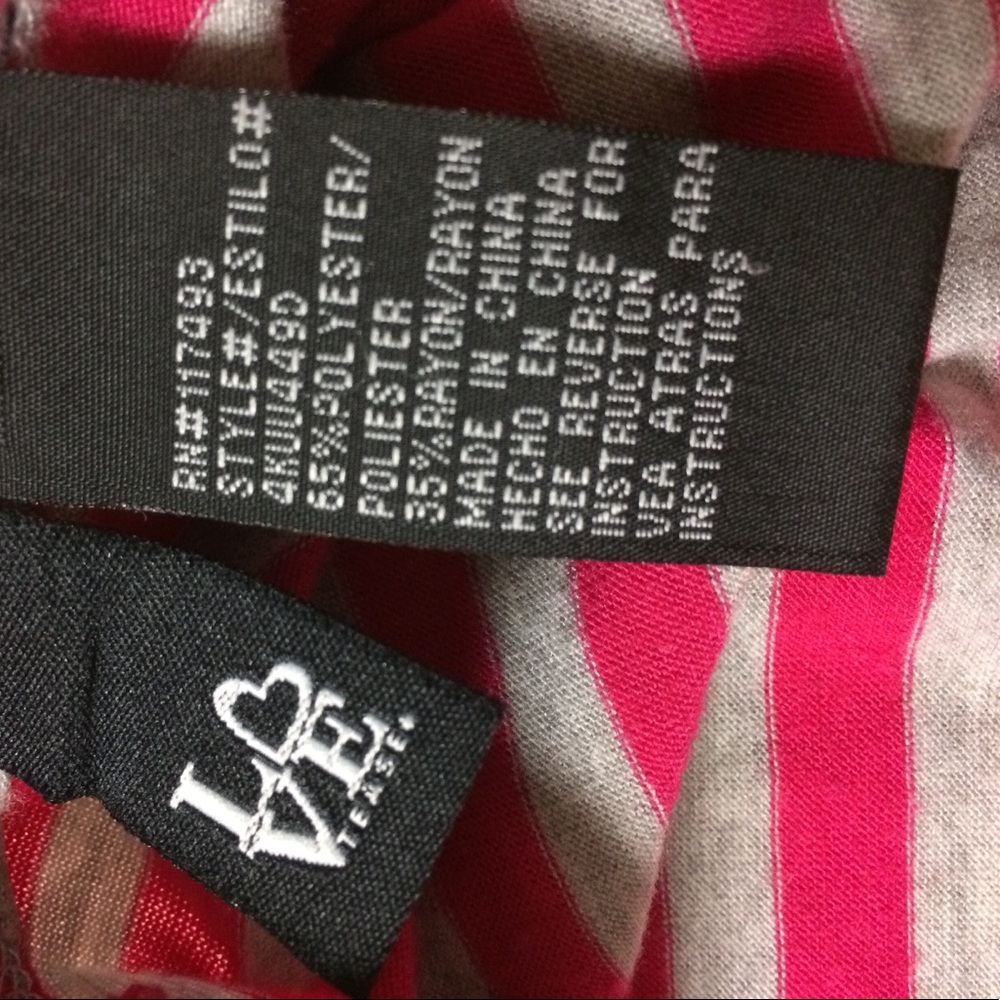 RN#117493
STYLE#/ESTILO#
4KUU449D
65%POLYESTER/
POLIESTER
35%RAYON/RAYON
MADE IN CHINA
HECHO EN CHINA
SEE REVERSE FOR
INSTRUCTION
VEA ATRAS PARA
INSTRUCTIONS
LOVE
TEASE